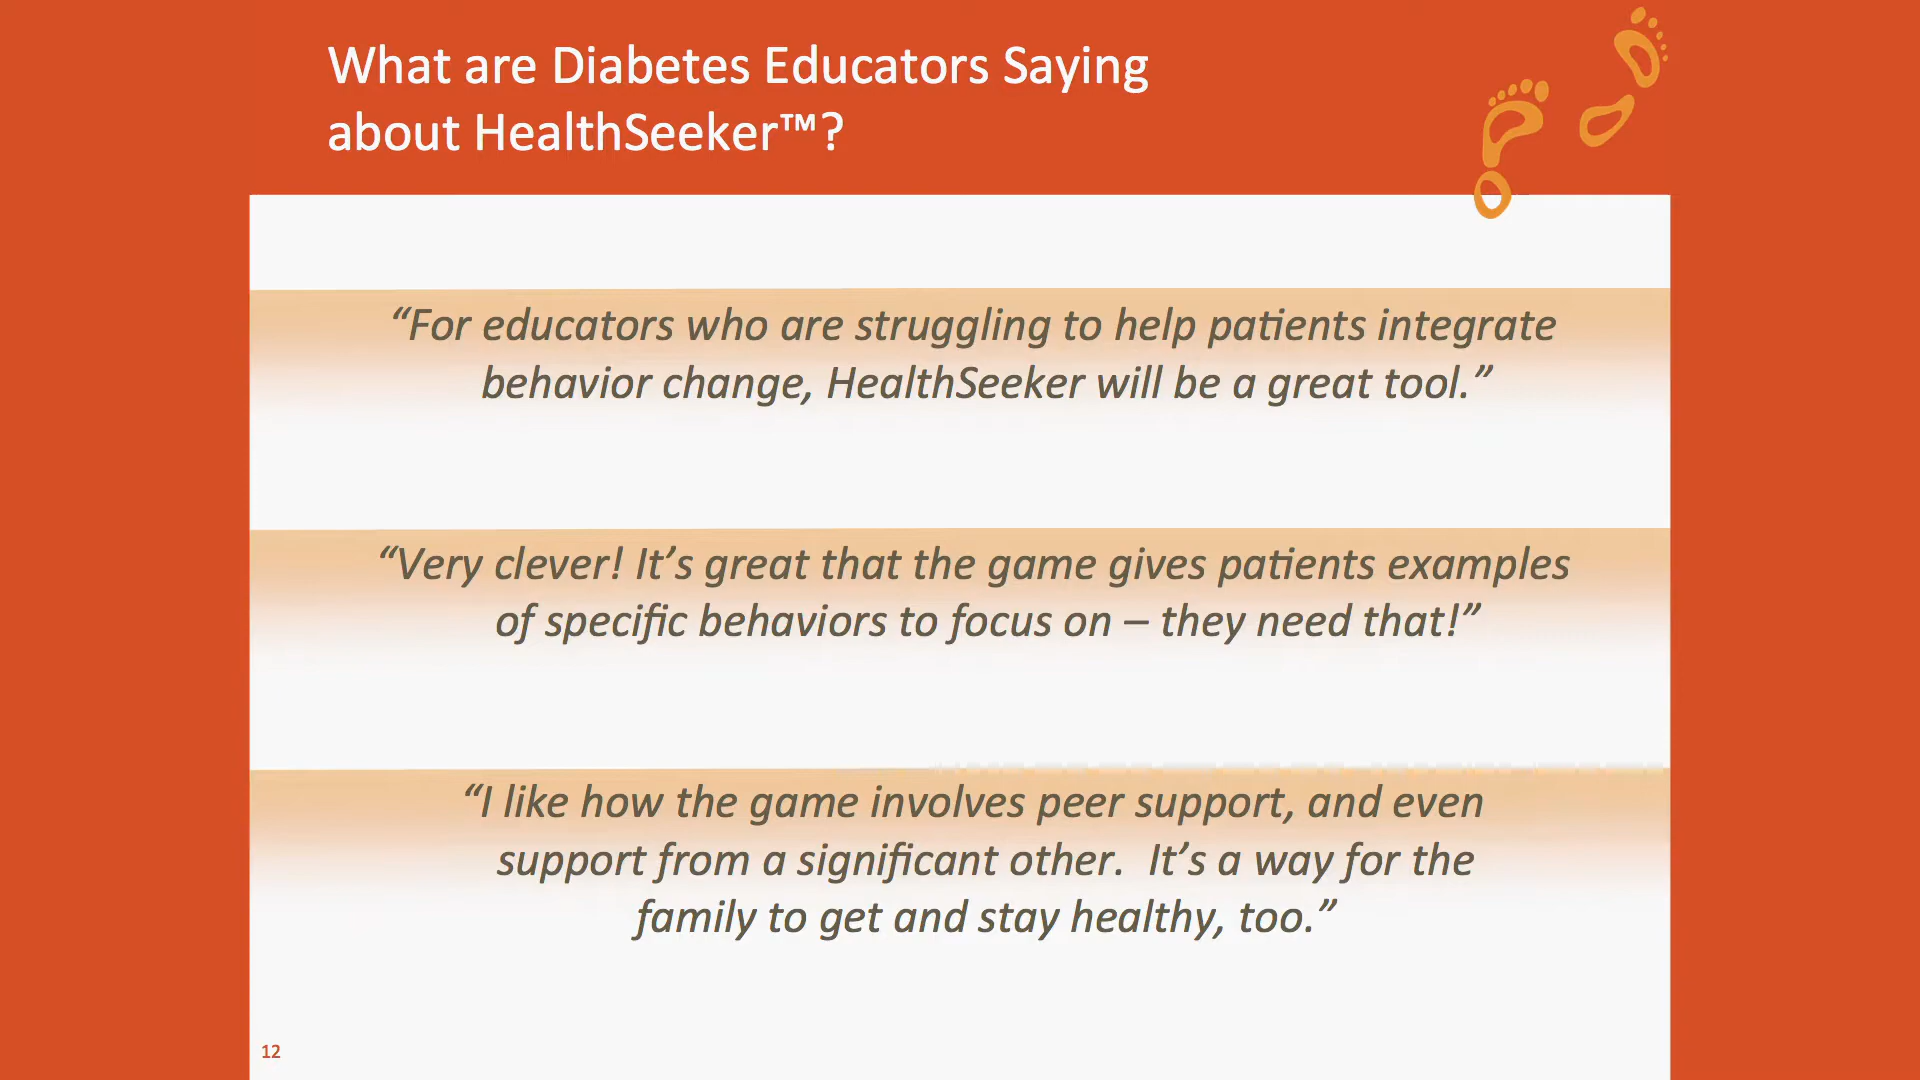 What are Diabetes Educators Saying
about HealthSeeker™?
“For educators who are struggling to help patients integrate
behavior change, HealthSeeker will be a great tool.”
“Very clever! It’s great that the game gives patients examples
of specific behaviors to focus on – they need that!”
“I like how the game involves peer support, and even
support from a significant other.  It’s a way for the
family to get and stay healthy, too.”
12